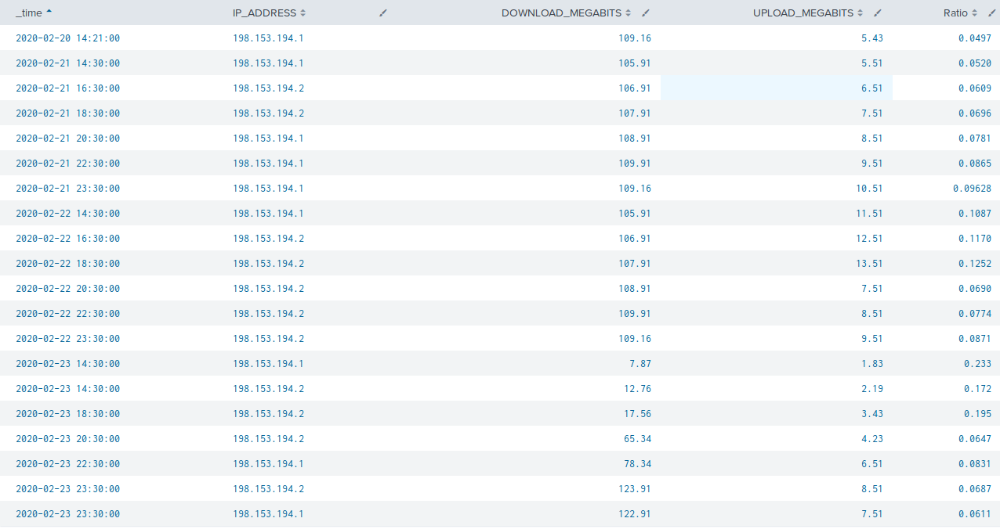 _time IP_ADDRESS DOWNLOAD_MEGABITS UPLOAD_MEGABITS Ratio
2020-02-20 14:21:00 198.153.194.1 109.16 5.43 0.0497
2020-02-21 14:30:00 198.153.194.1 105.91 5.51 0.0520
2020-02-21 16:30:00 198.153.194.2 106.91 6.51 0.0609
2020-02-21 18:30:00 198.153.194.2 107.91 7.51 0.0696
2020-02-21 20:30:00 198.153.194.1 108.91 8.51 0.0781
2020-02-21 22:30:00 198.153.194.1 109.91 9.51 0.0865
2020-02-21 23:30:00 198.153.194.1 109.16 10.51 0.09628
2020-02-22 14:30:00 198.153.194.1 105.91 11.51 0.1087
2020-02-22 16:30:00 198.153.194.2 106.91 12.51 0.1170
2020-02-22 18:30:00 198.153.194.2 107.91 13.51 0.1252
2020-02-22 20:30:00 198.153.194.2 108.91 7.51 0.0690
2020-02-22 22:30:00 198.153.194.2 109.91 8.51 0.0774
2020-02-22 23:30:00 198.153.194.2 109.16 9.51 0.0871
2020-02-23 14:30:00 198.153.194.1 7.87 1.83 0.233
2020-02-23 14:30:00 198.153.194.2 12.76 2.19 0.172
2020-02-23 18:30:00 198.153.194.2 17.56 3.43 0.195
2020-02-23 20:30:00 198.153.194.2 65.34 4.23 0.0647
2020-02-23 22:30:00 198.153.194.1 78.34 6.51 0.0831
2020-02-23 23:30:00 198.153.194.2 123.91 8.51 0.0687
2020-02-23 23:30:00 198.153.194.1 122.91 7.51 0.0611